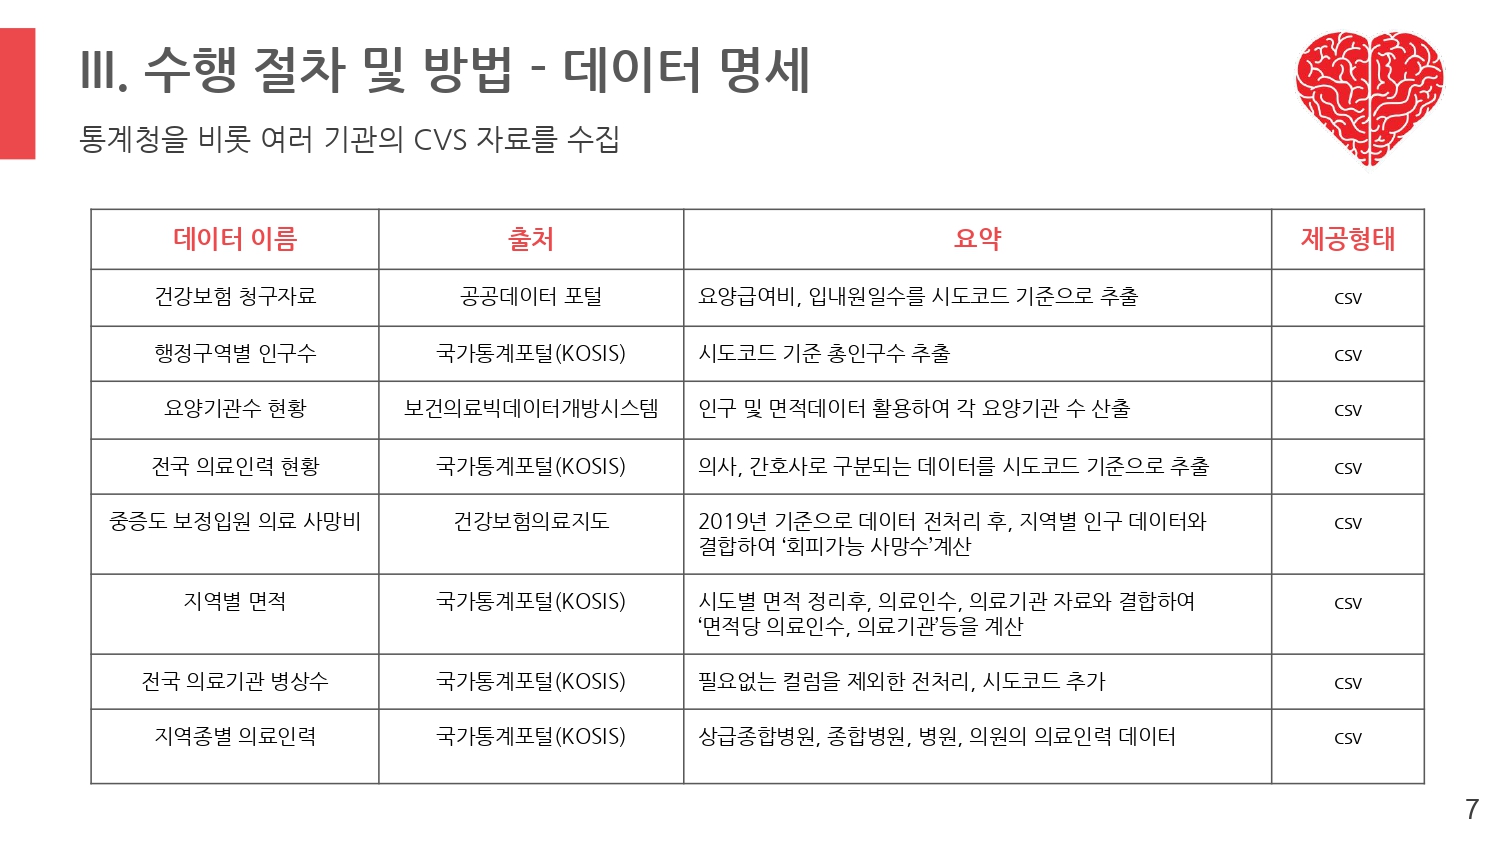 III. 수행 절차 및 방법 - 데이터 명세
통계청을 비롯 여러 기관의 CVS 자료를 수집
데이터 이름 출처 요약 제공형태
건강보험 청구자료 공공데이터 포털 요양급여비, 입내원일수를 시도코드 기준으로 추출 csv
행정구역별 인구수 국가통계포털(KOSIS) 시도코드 기준 총인구수 추출 csv
요양기관수 현황 보건의료빅데이터개방시스템 인구 및 면적데이터 활용하여 각 요양기관 수 산출 csv
전국 의료인력 현황 국가통계포털(KOSIS) 의사, 간호사로 구분되는 데이터를 시도코드 기준으로 추출 csv
중증도 보정입원 의료 사망비 건강보험의료지도 2019년 기준으로 데이터 전처리 후, 지역별 인구 데이터와 csv
결합하여 ‘회피가능 사망수’계산
지역별 면적 국가통계포털(KOSIS) 시도별 면적 정리후, 의료인수, 의료기관 자료와 결합하여 csv
‘면적당 의료인수, 의료기관’등을 계산
전국 의료기관 병상수 국가통계포털(KOSIS) 필요없는 컬럼을 제외한 전처리, 시도코드 추가 csv
지역종별 의료인력 국가통계포털(KOSIS) 상급종합병원, 종합병원, 병원, 의원의 의료인력 데이터 csv
7